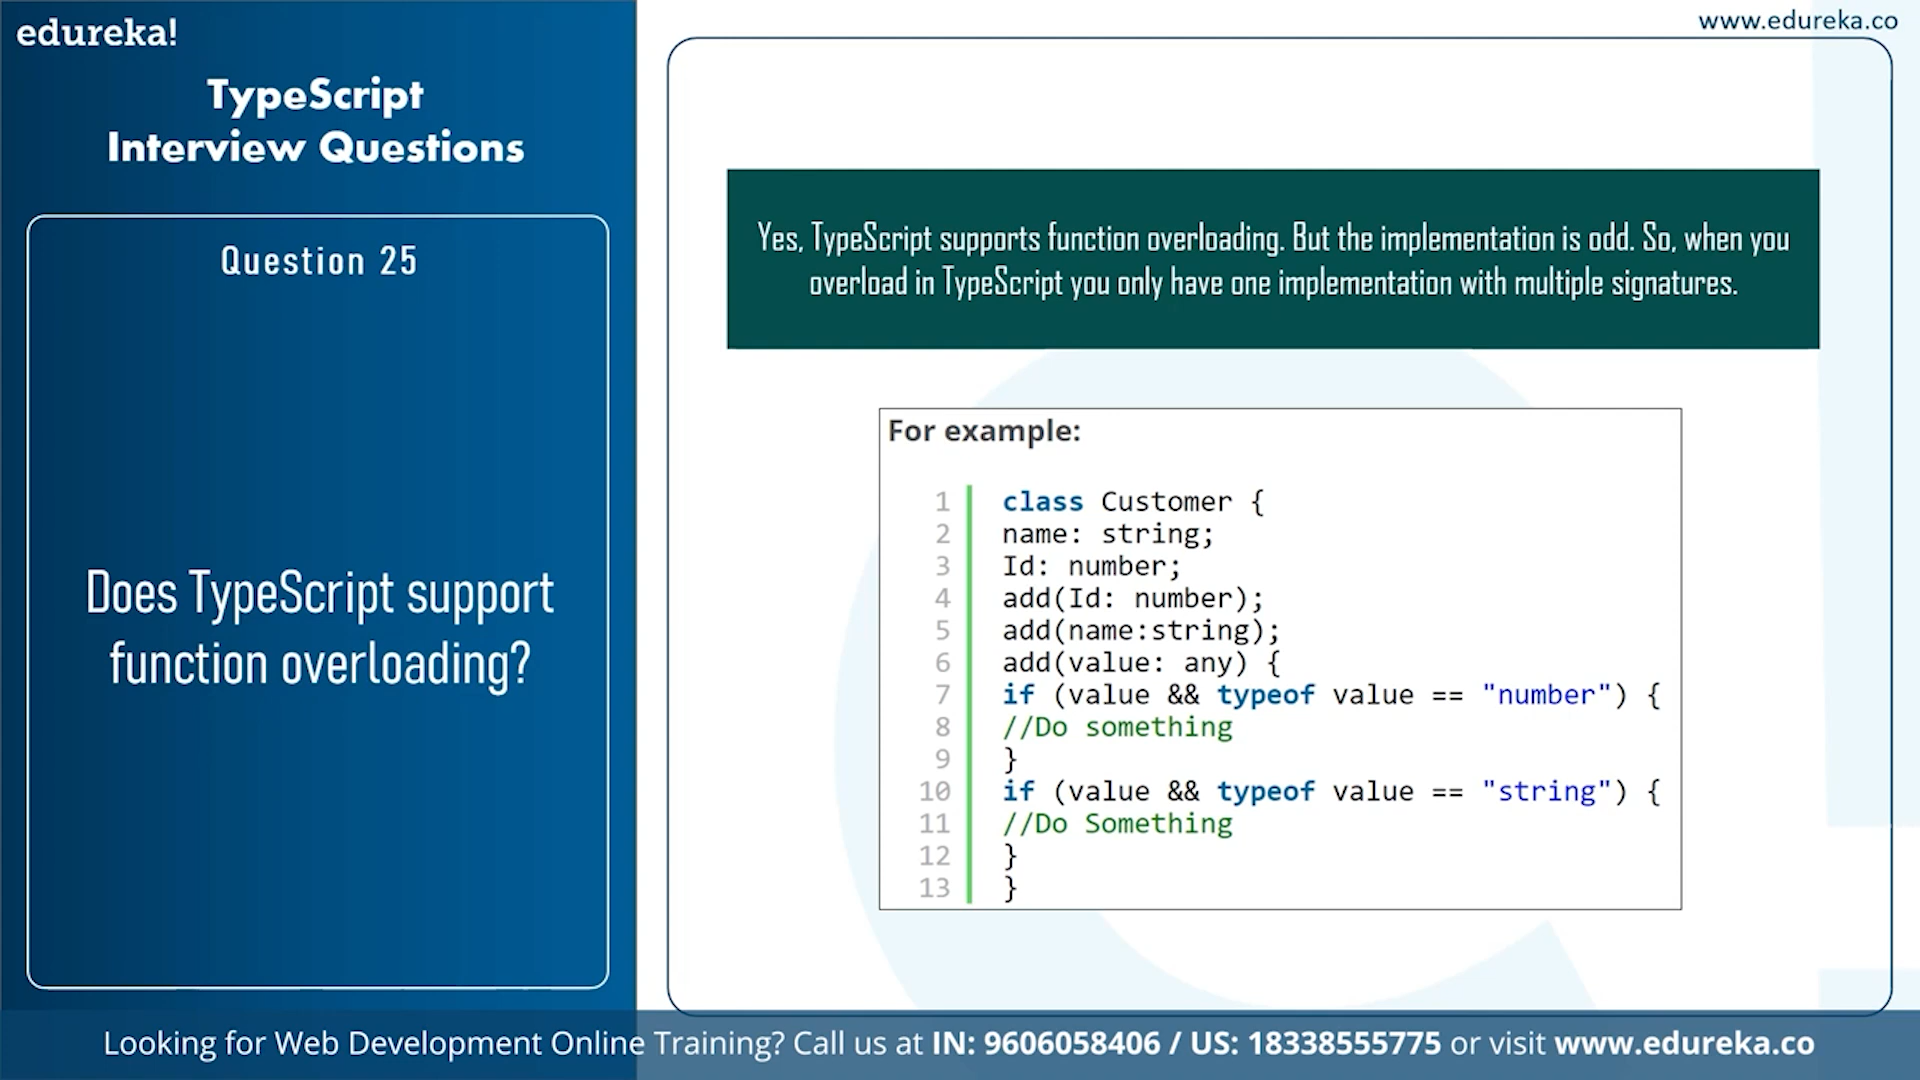 edureka!
www.edureka.co
TypeScript
Interview Questions
Question 25
Does TypeScript support
function overloading?
Yes, TypeScript supports function overloading. But the implementation is odd. So, when you
overload in TypeScript you only have one implementation with multiple signatures.
For example:
1 class Customer {
2 name: string;
3 Id: number;
4 add(Id: number);
5 add(name:string);
6 add(value: any) {
7 if (value && typeof value == "number") {
8 //Do something
9 }
10 if (value && typeof value == "string") {
11 //Do Something
12 }
13 }
Looking for Web Development Online Training? Call us at IN: 9606058406 / US: 18338555775 or visit www.edureka.co